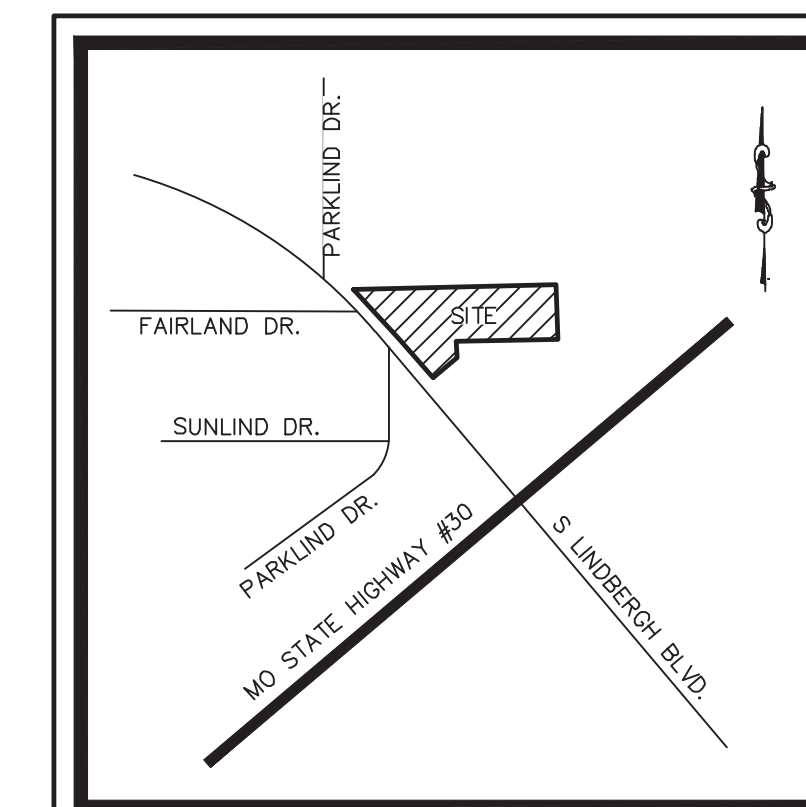 PARKLIND DR.
SITE
FAIRLAND DR.
SUNLIND DR.
PARKLIND DR.
MO STATE HIGHWAY #30
S LINDBERGH BLVD.